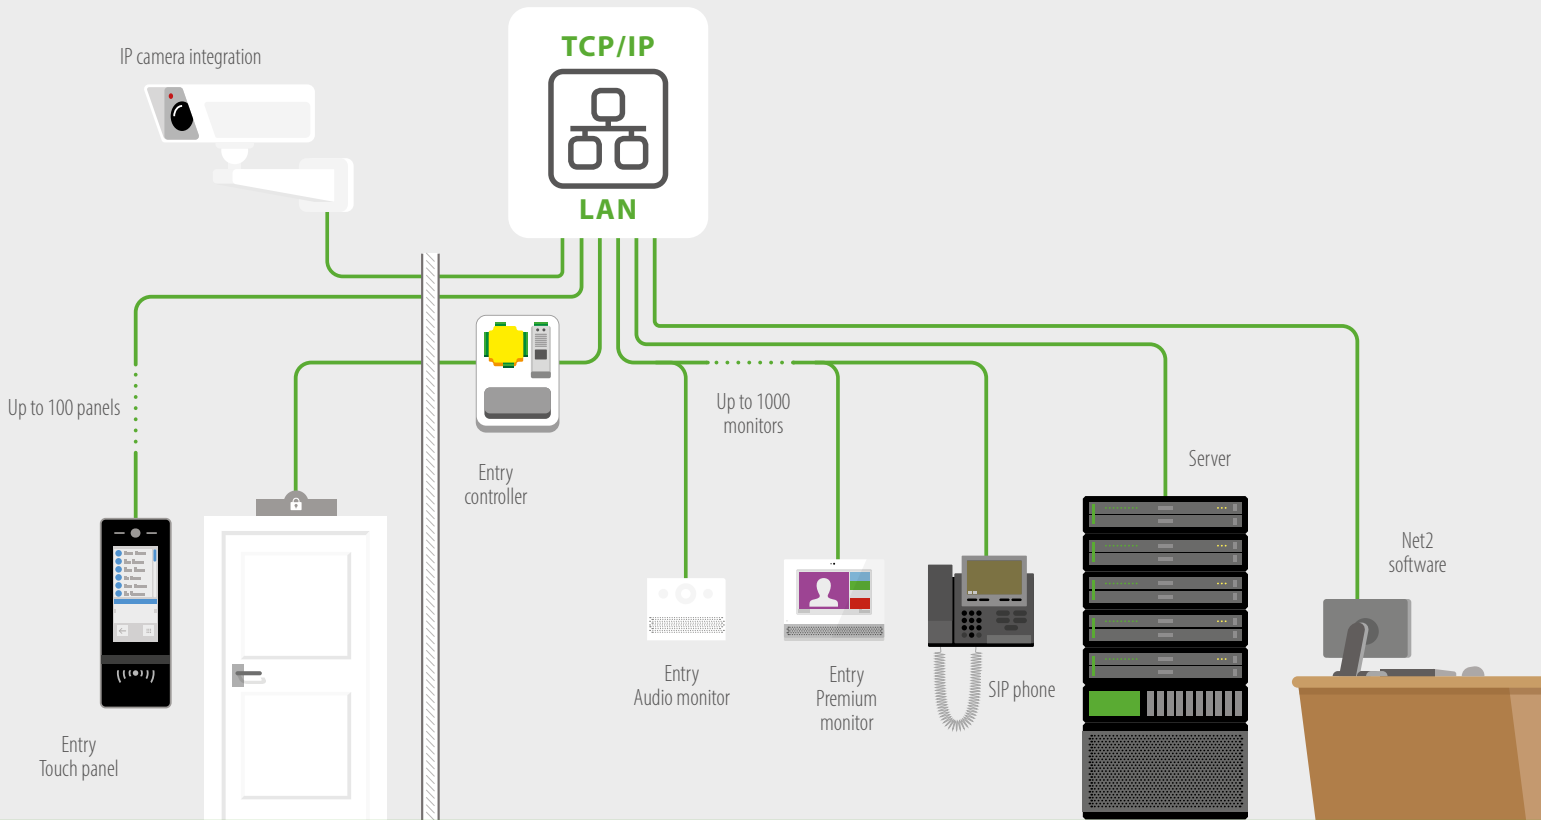 IP camera integration
TCP/IP
LAN
Up to 100 panels
Up to 1000
monitors
Entry
controller
Server
Net2
software
Entry
Audio monitor
Entry
Premium
monitor
SIP phone
Entry
Touch panel